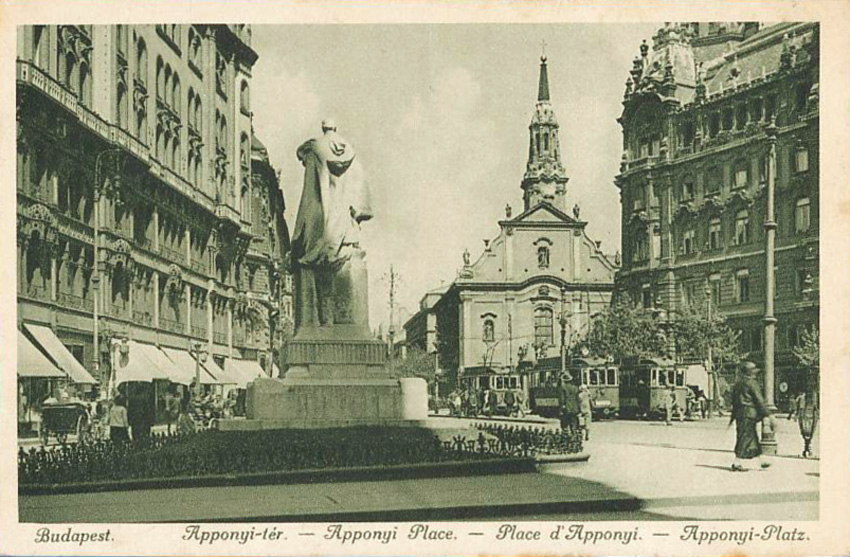 Budapest. Apponyi-tér. — Apponyi Place. — Place d'Apponyi. — Apponyi-Platz.